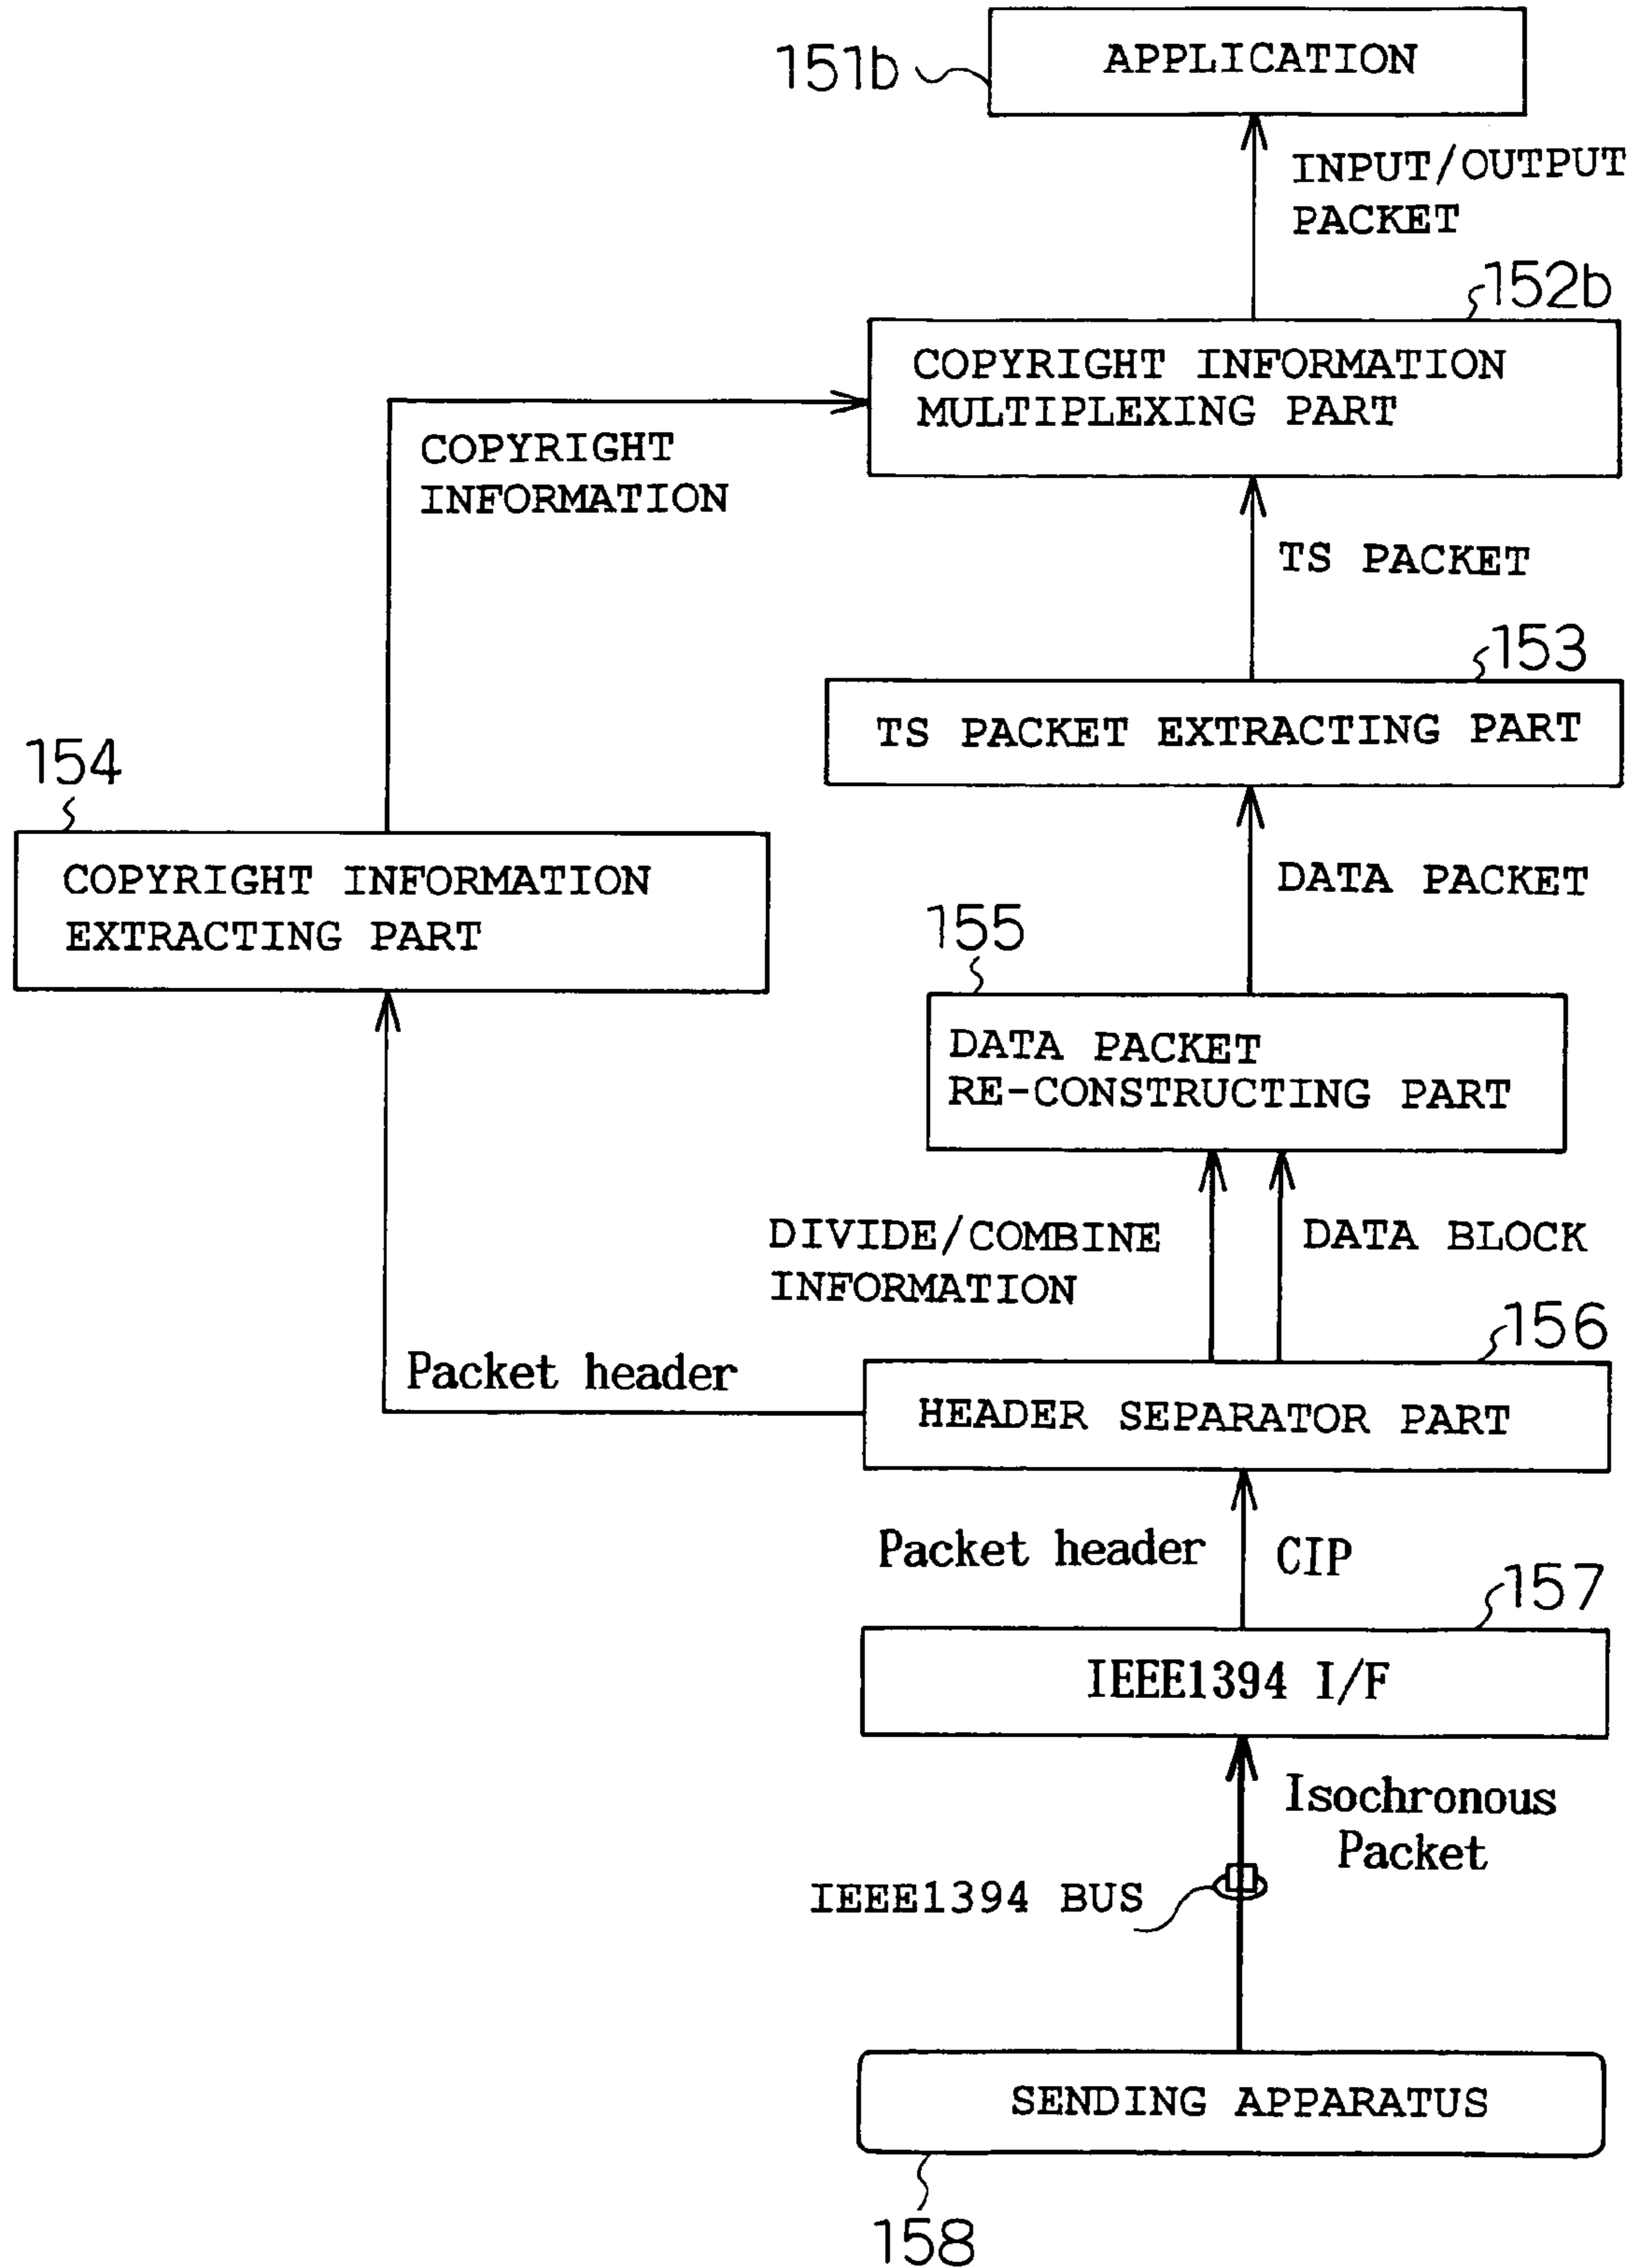 151b
APPLICATION
INPUT/OUTPUT
PACKET
152b
COPYRIGHT INFORMATION
MULTIPLEXING PART
COPYRIGHT
INFORMATION
TS PACKET
153
TS PACKET EXTRACTING PART
154
COPYRIGHT INFORMATION
EXTRACTING PART
DATA PACKET
155
DATA PACKET
RE-CONSTRUCTING PART
DIVIDE/COMBINE
INFORMATION
DATA BLOCK
156
Packet header
HEADER SEPARATOR PART
Packet header
CIP
157
IEEE1394 I/F
Isochronous
Packet
IEEE1394 BUS
SENDING APPARATUS
158